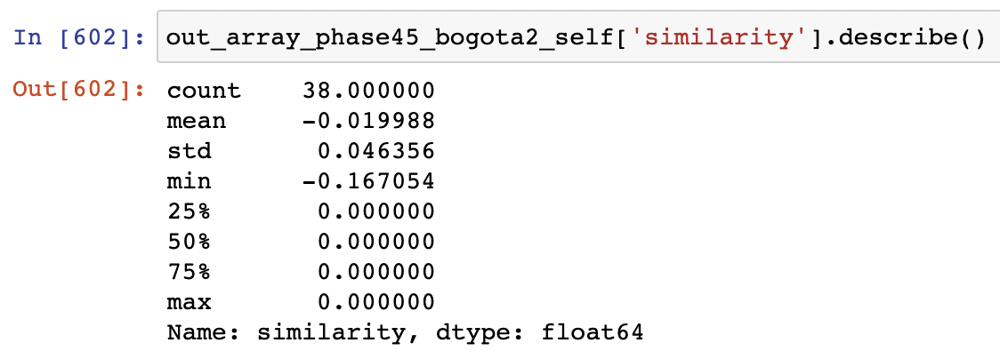 In [602]: out_array_phase45_bogota2_self['similarity'].describe()
Out[602]: count    38.000000
mean     -0.019988
std       0.046356
min      -0.167054
25%       0.000000
50%       0.000000
75%       0.000000
max       0.000000
Name: similarity, dtype: float64